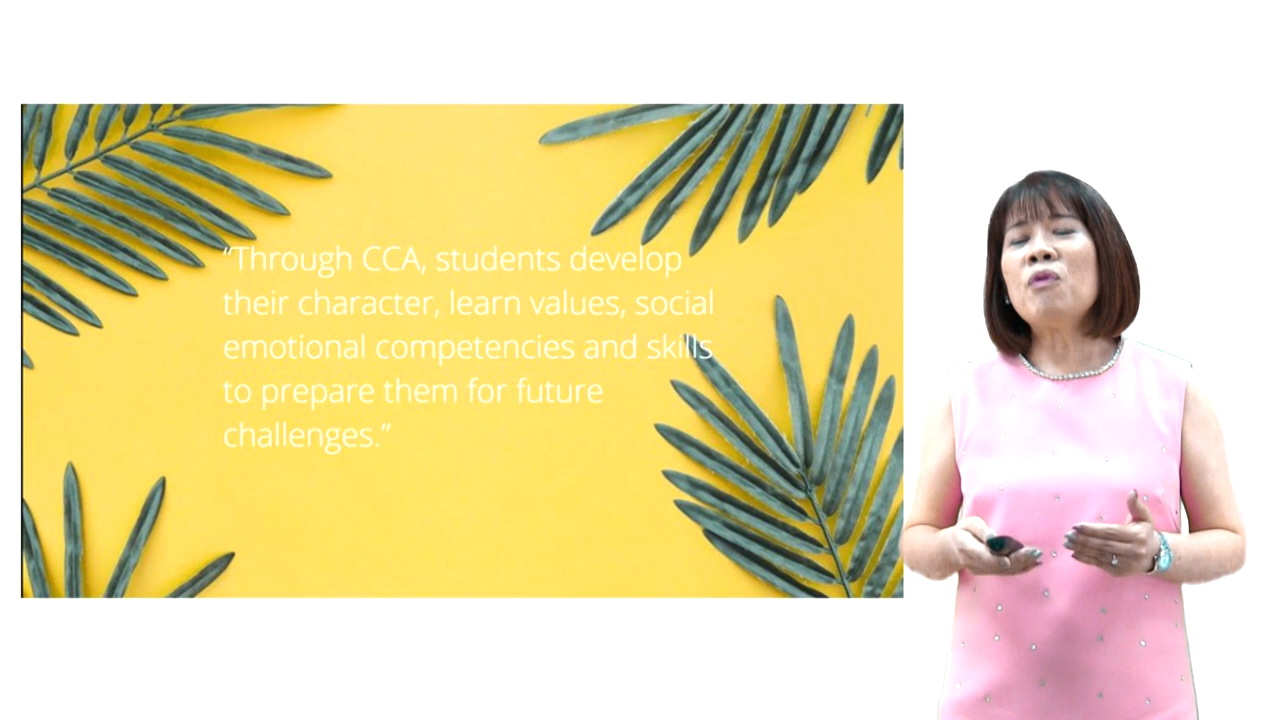 “Through CCA, students develop
their character, learn values, social
emotional competencies and skills
to prepare them for future
challenges.”